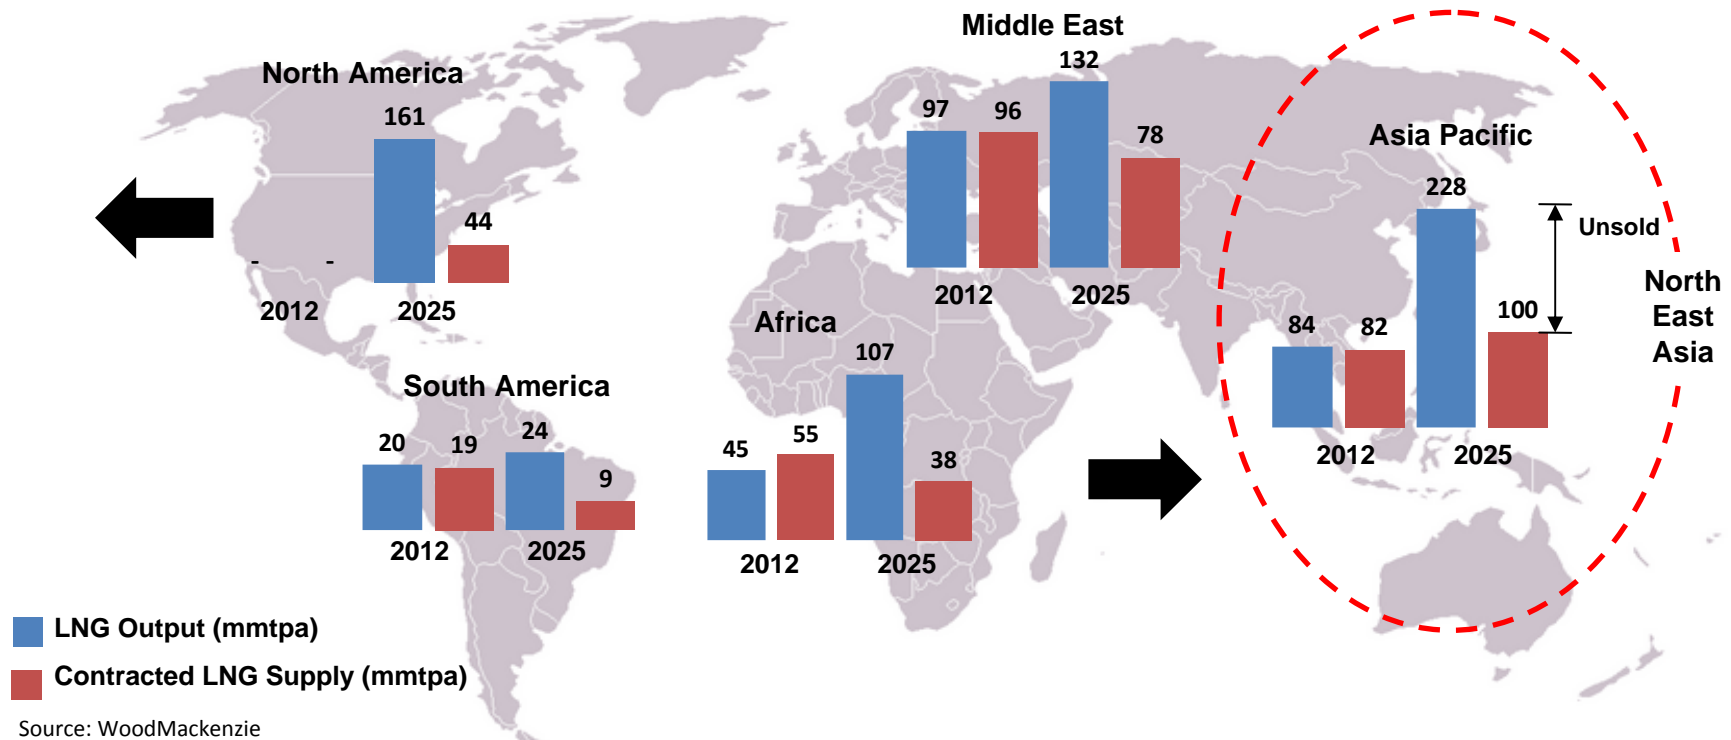 Middle East
132
North America
161
97
96
78
Asia Pacific
228
Unsold
44
- -
2012 2025
2012 2025
North
East
Asia
84
82
100
2012 2025
Africa
107
45
55
38
2012 2025
South America
20
19
24
9
2012 2025
LNG Output (mmtpa)
Contracted LNG Supply (mmtpa)
Source: WoodMackenzie